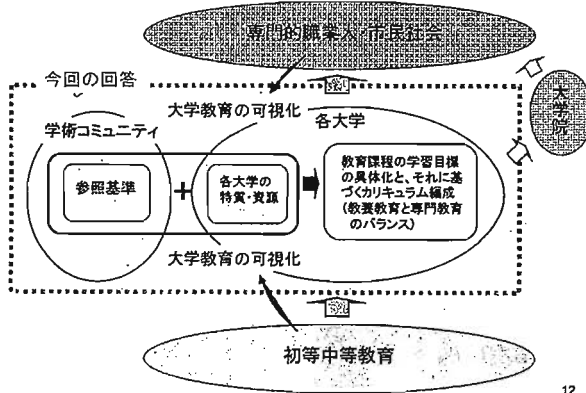 専門的職業人・市民社会
今回の回答
大学教育の可視化
各大学
大学院
学術コミュニティ
参照基準
+
各大学の
特質・資源
教育課程の学習目標
の具体化と、それに基
づくカリキュラム編成
(教養教育と専門教育
のバランス)
大学教育の可視化
初等中等教育
12